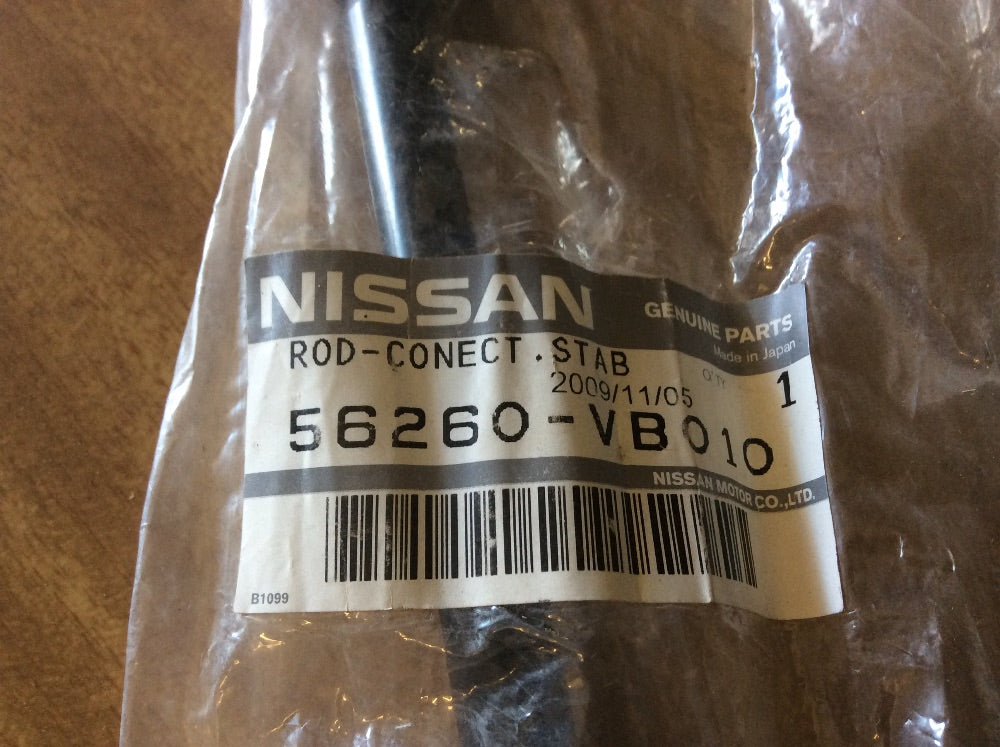 NISSAN GENUINE PARTS
Made in Japan
ROD-CONECT.STAB
O'TY 1
2009/11/05
56260-VB010
NISSAN MOTOR CO.,LTD.
B1099